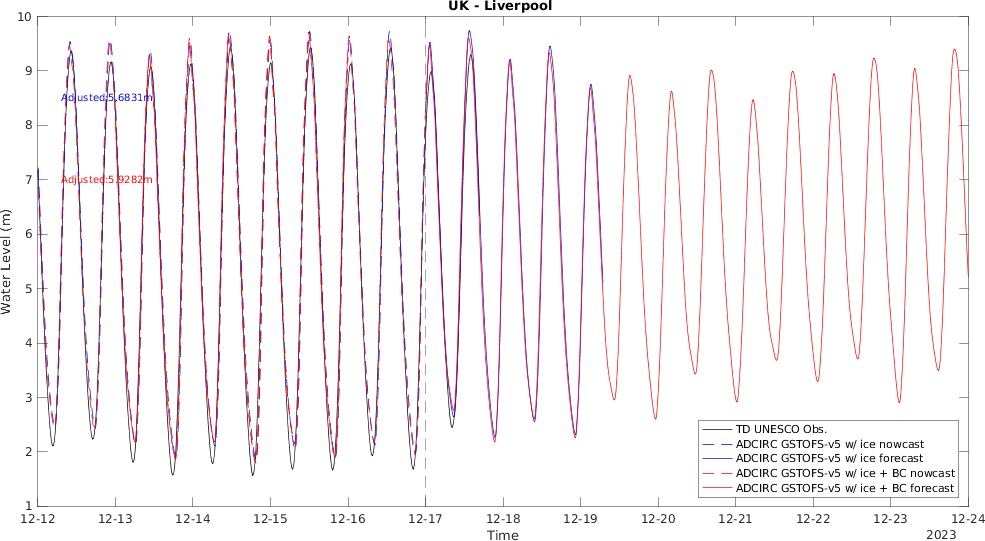 UK - Liverpool
10
9
8
7
6
5
4
3
2
1
Water Level (m)
Adjusted:5.6831m
Adjusted:5.9282m
TD UNESCO Obs.
ADCIRC GSTOFS-v5 w/ ice nowcast
ADCIRC GSTOFS-v5 w/ ice forecast
ADCIRC GSTOFS-v5 w/ ice + BC nowcast
ADCIRC GSTOFS-v5 w/ ice + BC forecast
12-12 12-13 12-14 12-15 12-16 12-17 12-18 12-19 12-20 12-21 12-22 12-23 12-24
Time
2023